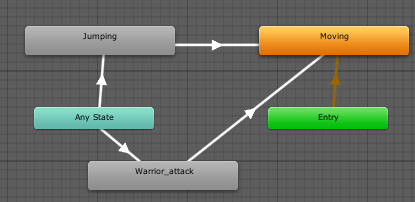 Jumping
Moving
Any State
Entry
Warrior_attack